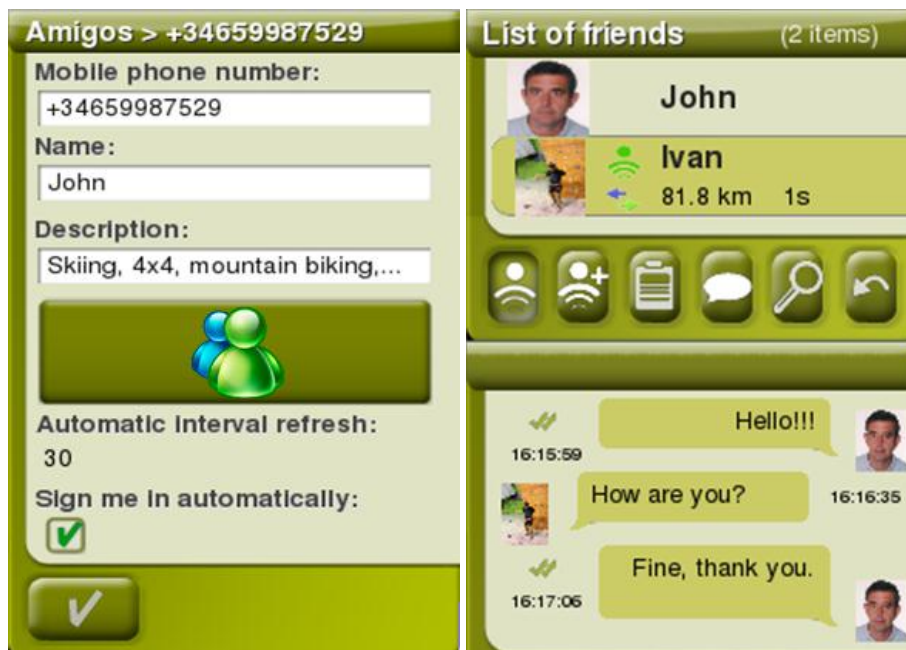 Amigos > +34659987529
Mobile phone number:
+34659987529
Name:
John
Description:
Skiing, 4x4, mountain biking,...
Automatic interval refresh:
30
Sign me in automatically:
List of friends (2 items)
John
Ivan
81.8 km 1s
Hello!!!
16:15:59
How are you? 16:16:35
Fine, thank you.
16:17:06